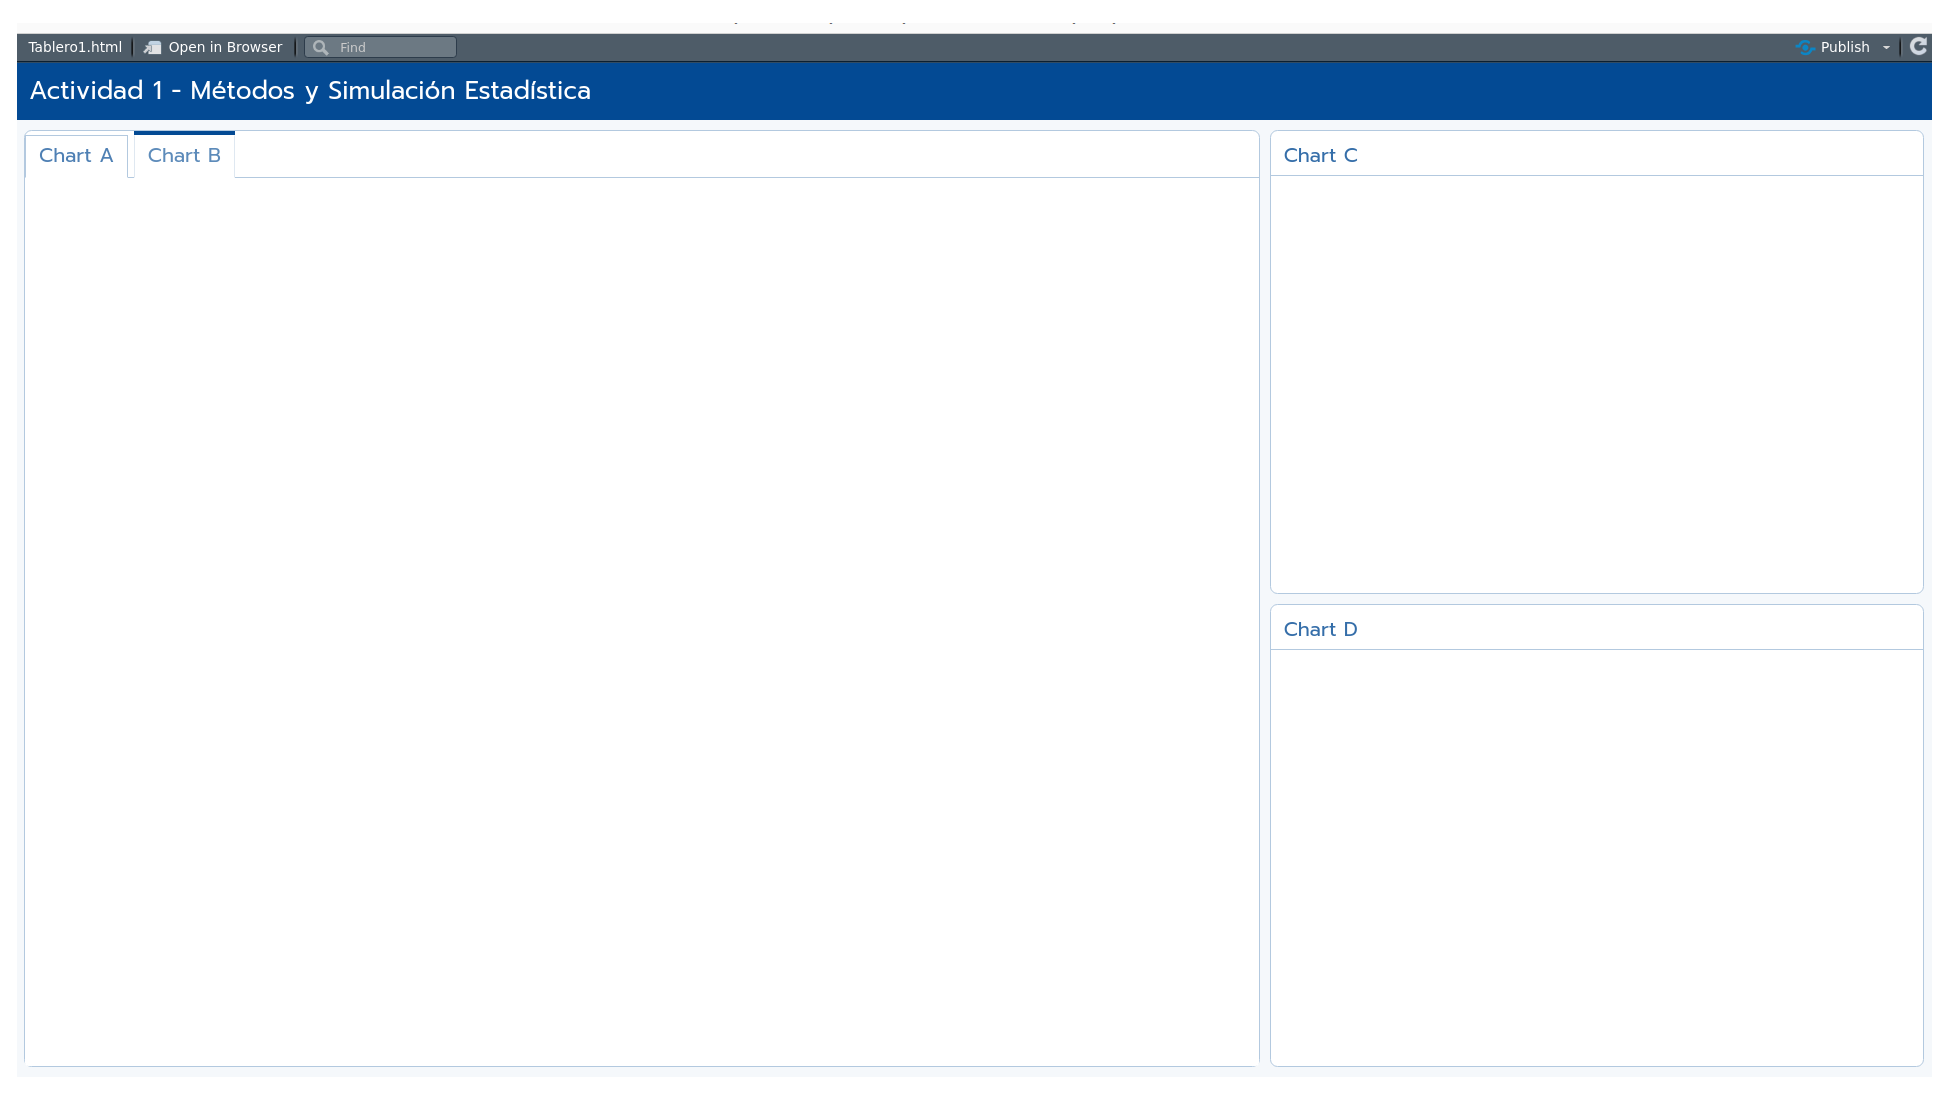 Tablero1.html Open in Browser Find Publish
Actividad 1 - Métodos y Simulación Estadística
Chart A Chart B
Chart C
Chart D